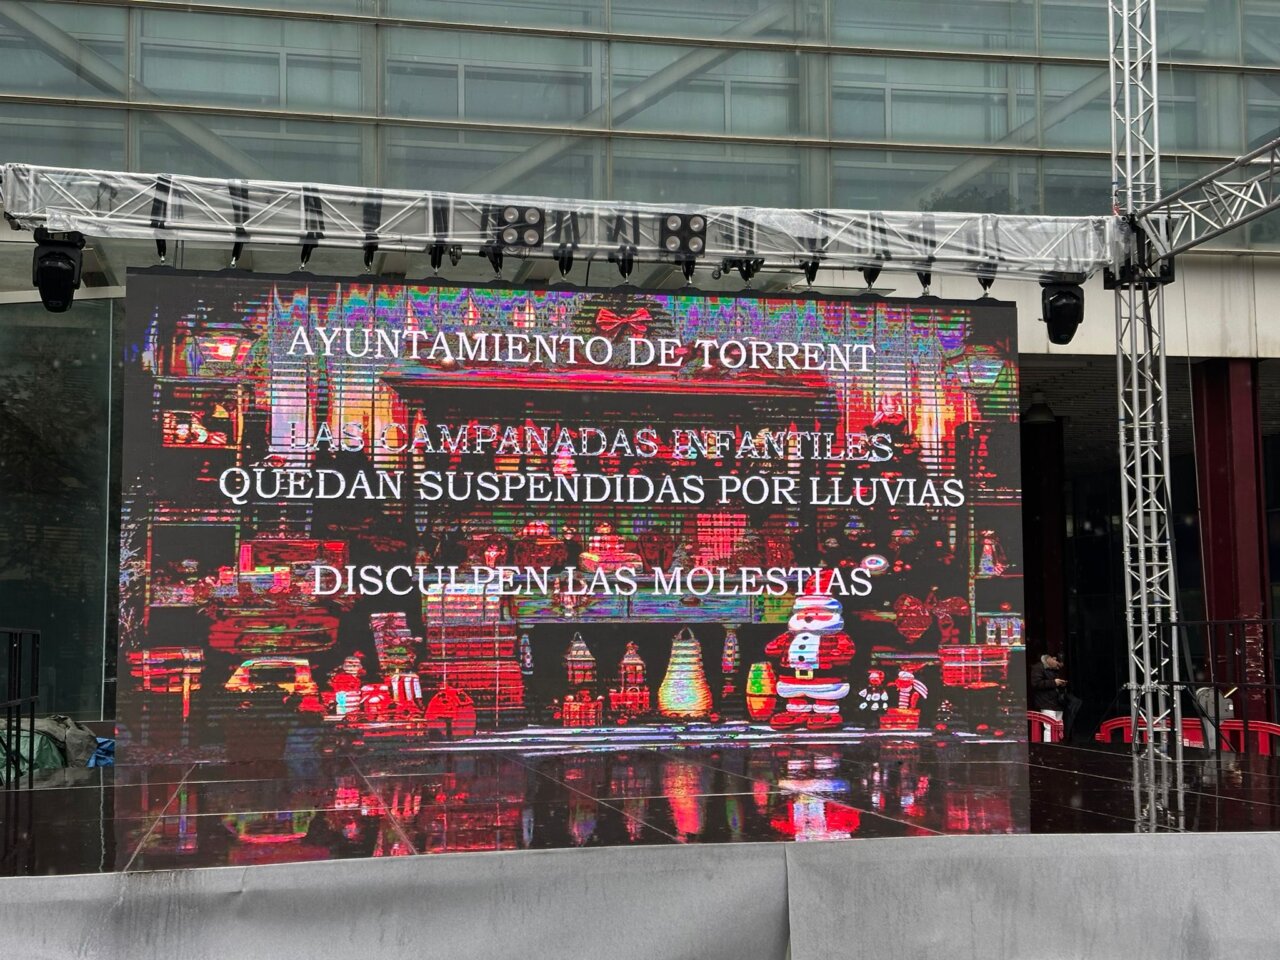 AYUNTAMIENTO DE TORRENT
LAS CAMPANADAS INFANTILES
QUEDAN SUSPENDIDAS POR LLUVIAS
DISCULPEN LAS MOLESTIAS